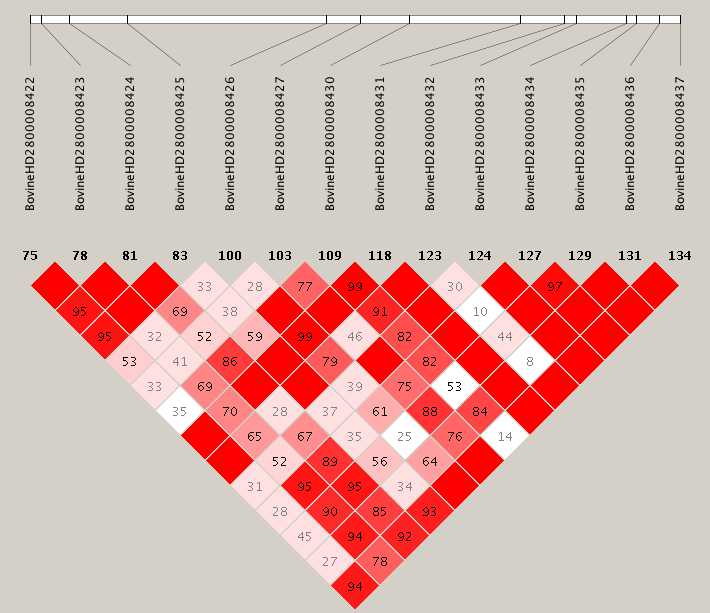 BovineHD2800008422
BovineHD2800008423
BovineHD2800008424
BovineHD2800008425
BovineHD2800008426
BovineHD2800008427
BovineHD2800008430
BovineHD2800008431
BovineHD2800008432
BovineHD2800008433
BovineHD2800008434
BovineHD2800008435
BovineHD2800008436
BovineHD2800008437
75 78 81 83 100 103 109 118 123 124 127 129 131 134
33 28 77 99 30 97
95 69 38 91 10
95 32 52 59 99 46 82 44
53 41 86 79 82 8
33 69 39 75 53
35 70 28 37 61 88 84
65 67 35 25 76 14
52 89 56 64
31 95 95 34
28 90 85 93
45 94 92
27 78
94